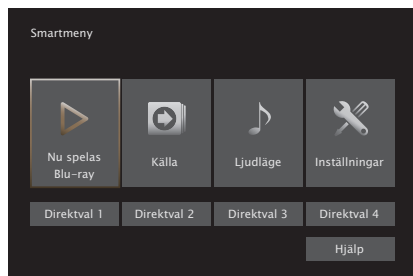 Smartmeny
Nu spelas
Blu-ray
Källa
Ljudläge
Inställningar
Direktval 1
Direktval 2
Direktval 3
Direktval 4
Hjälp